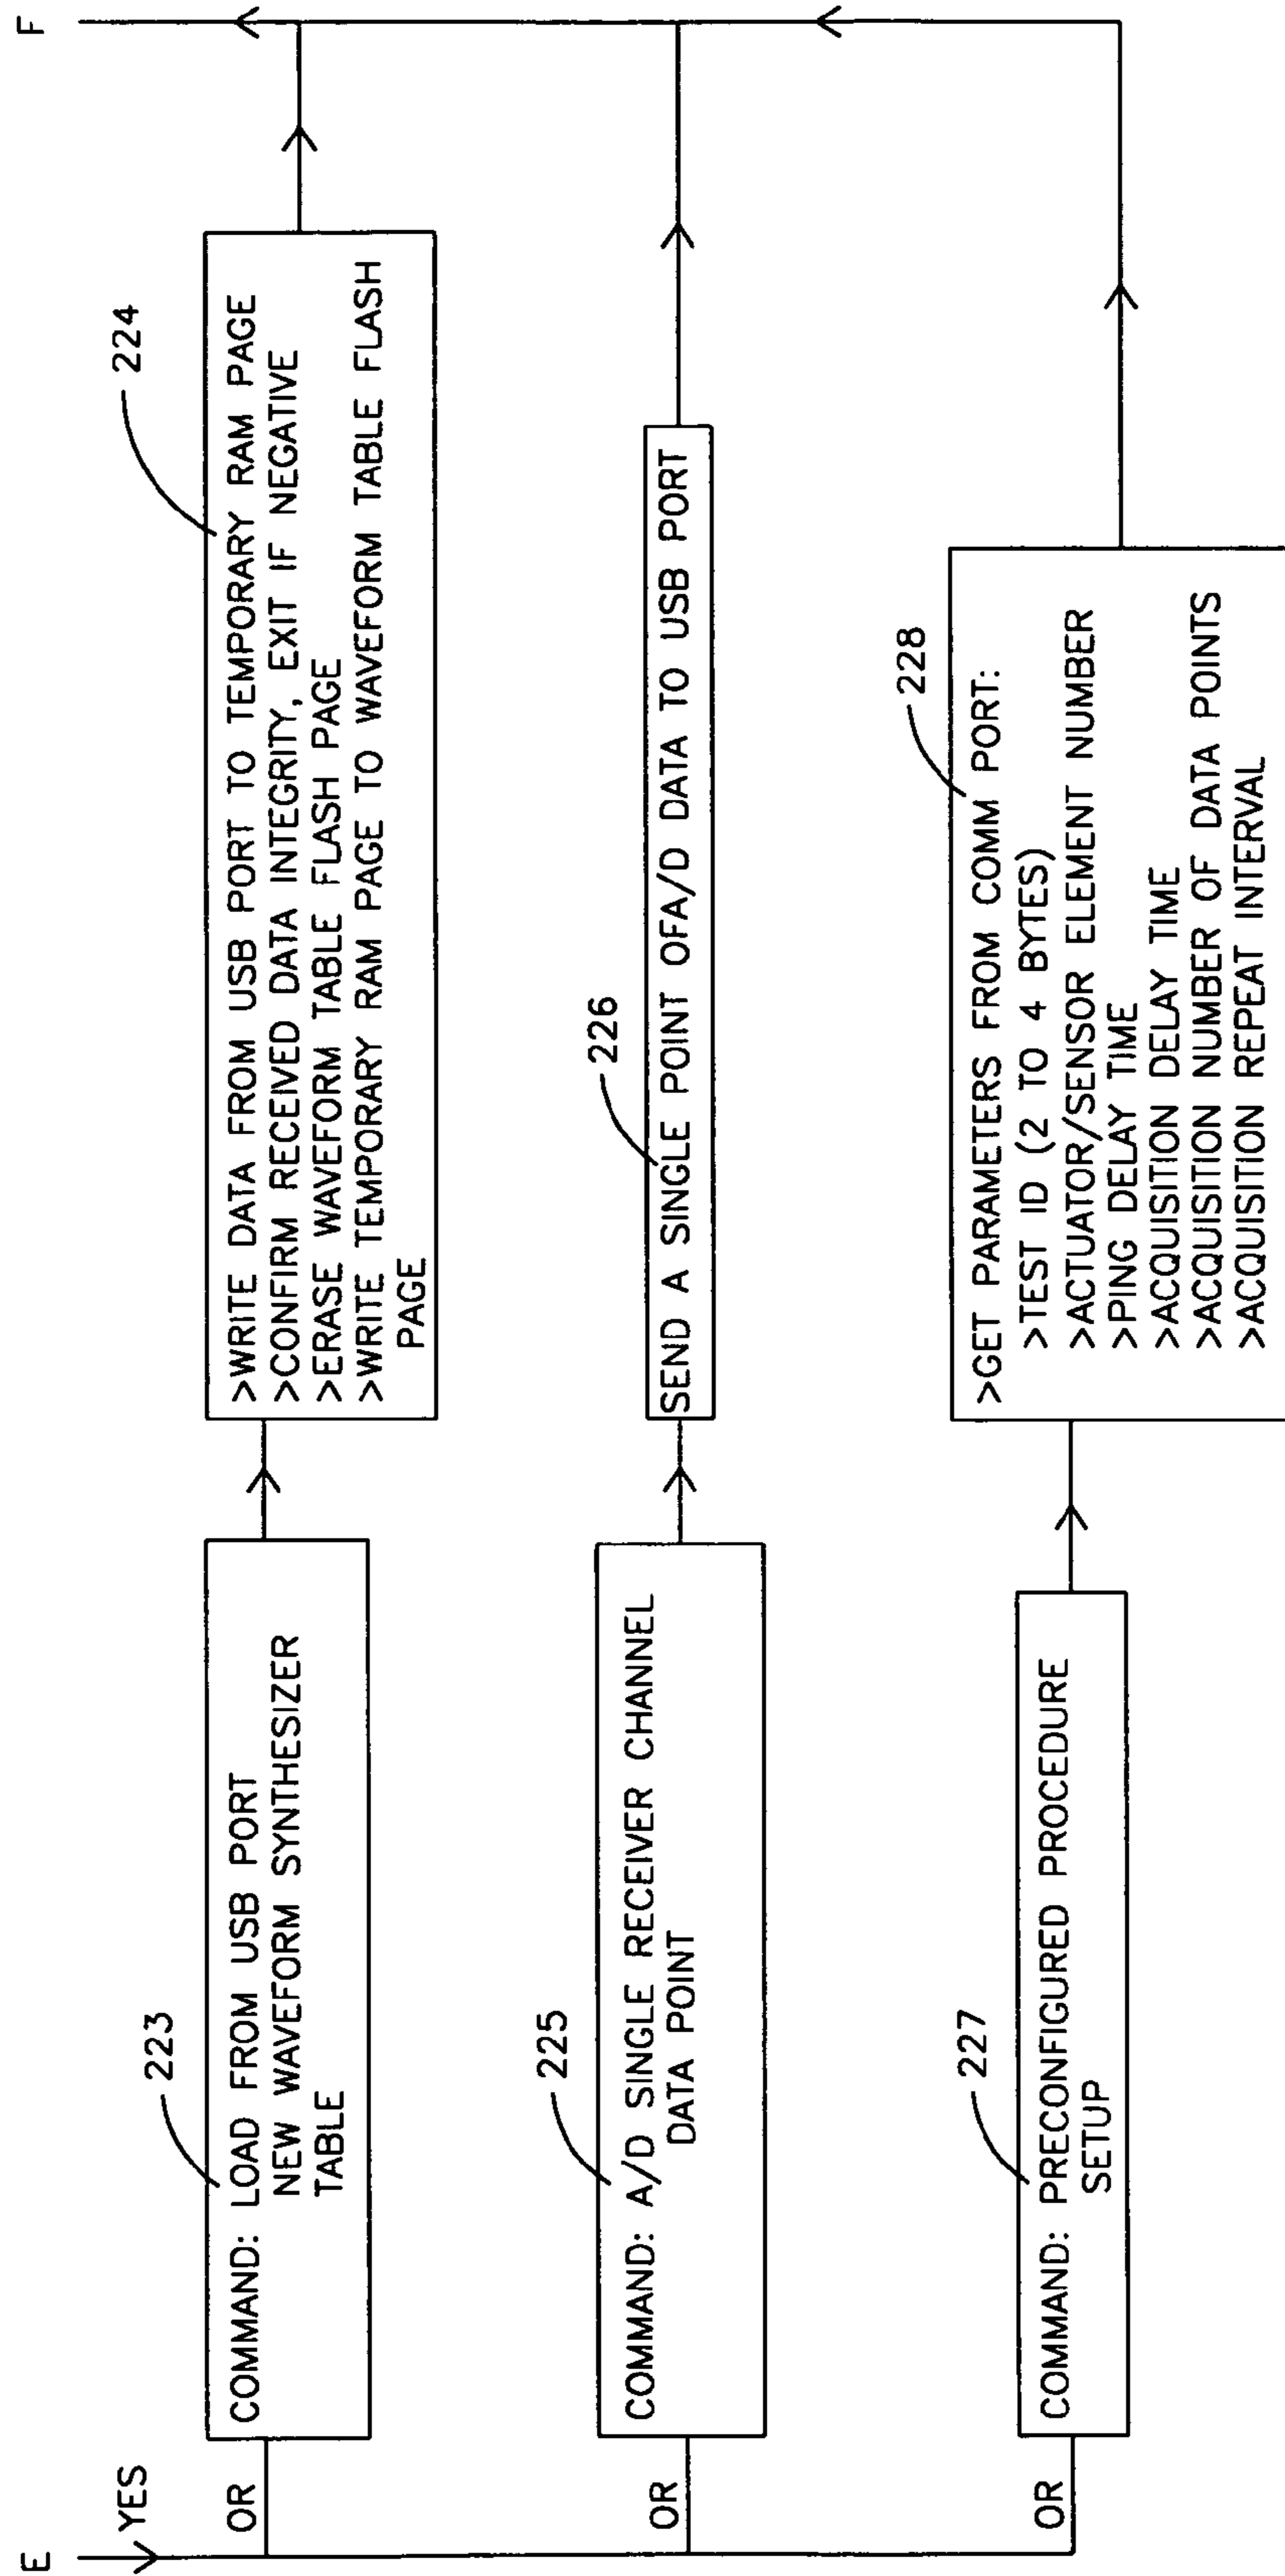 E
YES
F
OR
223
COMMAND: LOAD FROM USB PORT
NEW WAVEFORM SYNTHESIZER
TABLE
224
>WRITE DATA FROM USB PORT TO TEMPORARY RAM PAGE
>CONFIRM RECEIVED DATA INTEGRITY, EXIT IF NEGATIVE
>ERASE WAVEFORM TABLE FLASH PAGE
>WRITE TEMPORARY RAM PAGE TO WAVEFORM TABLE FLASH
PAGE
OR
225
COMMAND: A/D SINGLE RECEIVER CHANNEL
DATA POINT
226
SEND A SINGLE POINT OFA/D DATA TO USB PORT
OR
227
COMMAND: PRECONFIGURED PROCEDURE
SETUP
228
>GET PARAMETERS FROM COMM PORT:
>TEST ID (2 TO 4 BYTES)
>ACTUATOR/SENSOR ELEMENT NUMBER
>PING DELAY TIME
>ACQUISITION DELAY TIME
>ACQUISITION NUMBER OF DATA POINTS
>ACQUISITION REPEAT INTERVAL